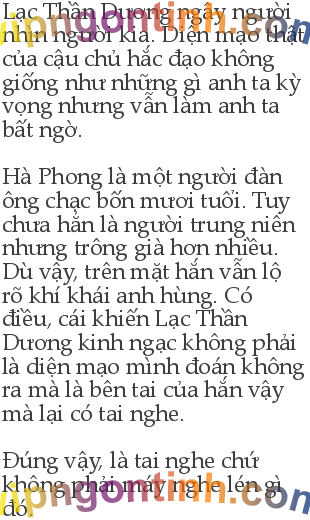 Lạc Thần Dương ngây người
nhìn người kia. Diện mạo thật
của cậu chủ hắc đạo không
giống như những gì anh ta kỳ
vọng nhưng vẫn làm anh ta
bất ngờ.

Hà Phong là một người đàn
ông chạc bốn mươi tuổi. Tuy
chưa hẳn là người trung niên
nhưng trông già hơn nhiều.
Dù vậy, trên mặt hắn vẫn lộ
rõ khí khái anh hùng. Có
điều, cái khiến Lạc Thần
Dương kinh ngạc không phải
là diện mạo mình đoán không
ra mà là bên tai của hắn vậy
mà lại có tai nghe.

Đúng vậy, là tai nghe chứ
không phải máy nghe lén gì
đó.
vipngontinh.com
vipngontinh.com